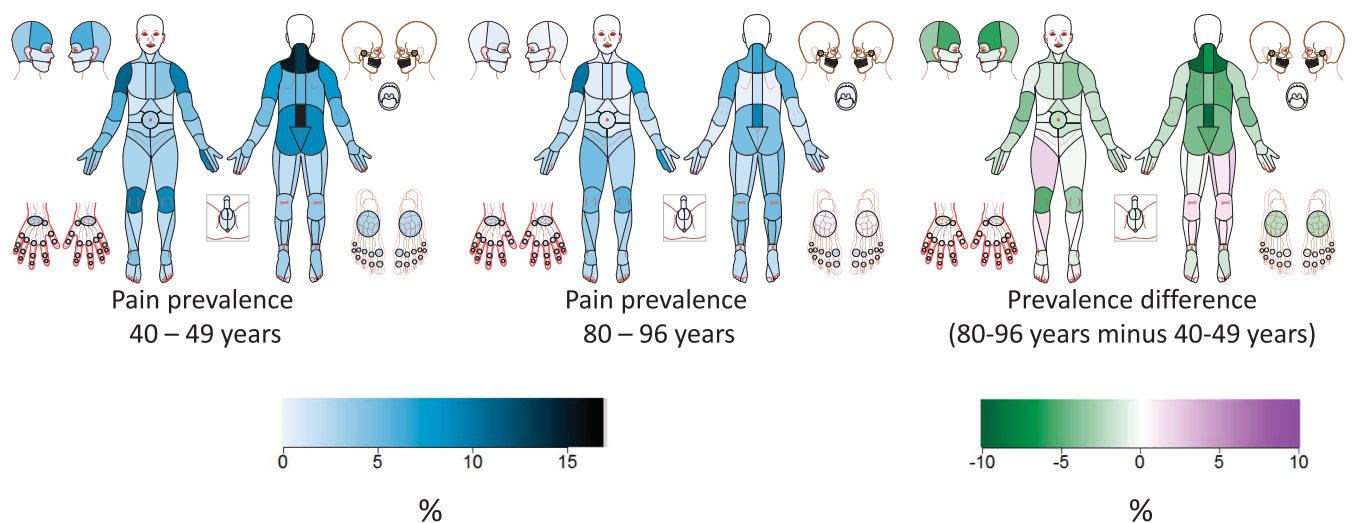 Pain prevalence
40 – 49 years
Pain prevalence
80 – 96 years
Prevalence difference
(80-96 years minus 40-49 years)
0 5 10 15
%
-10 -5 0 5 10
%